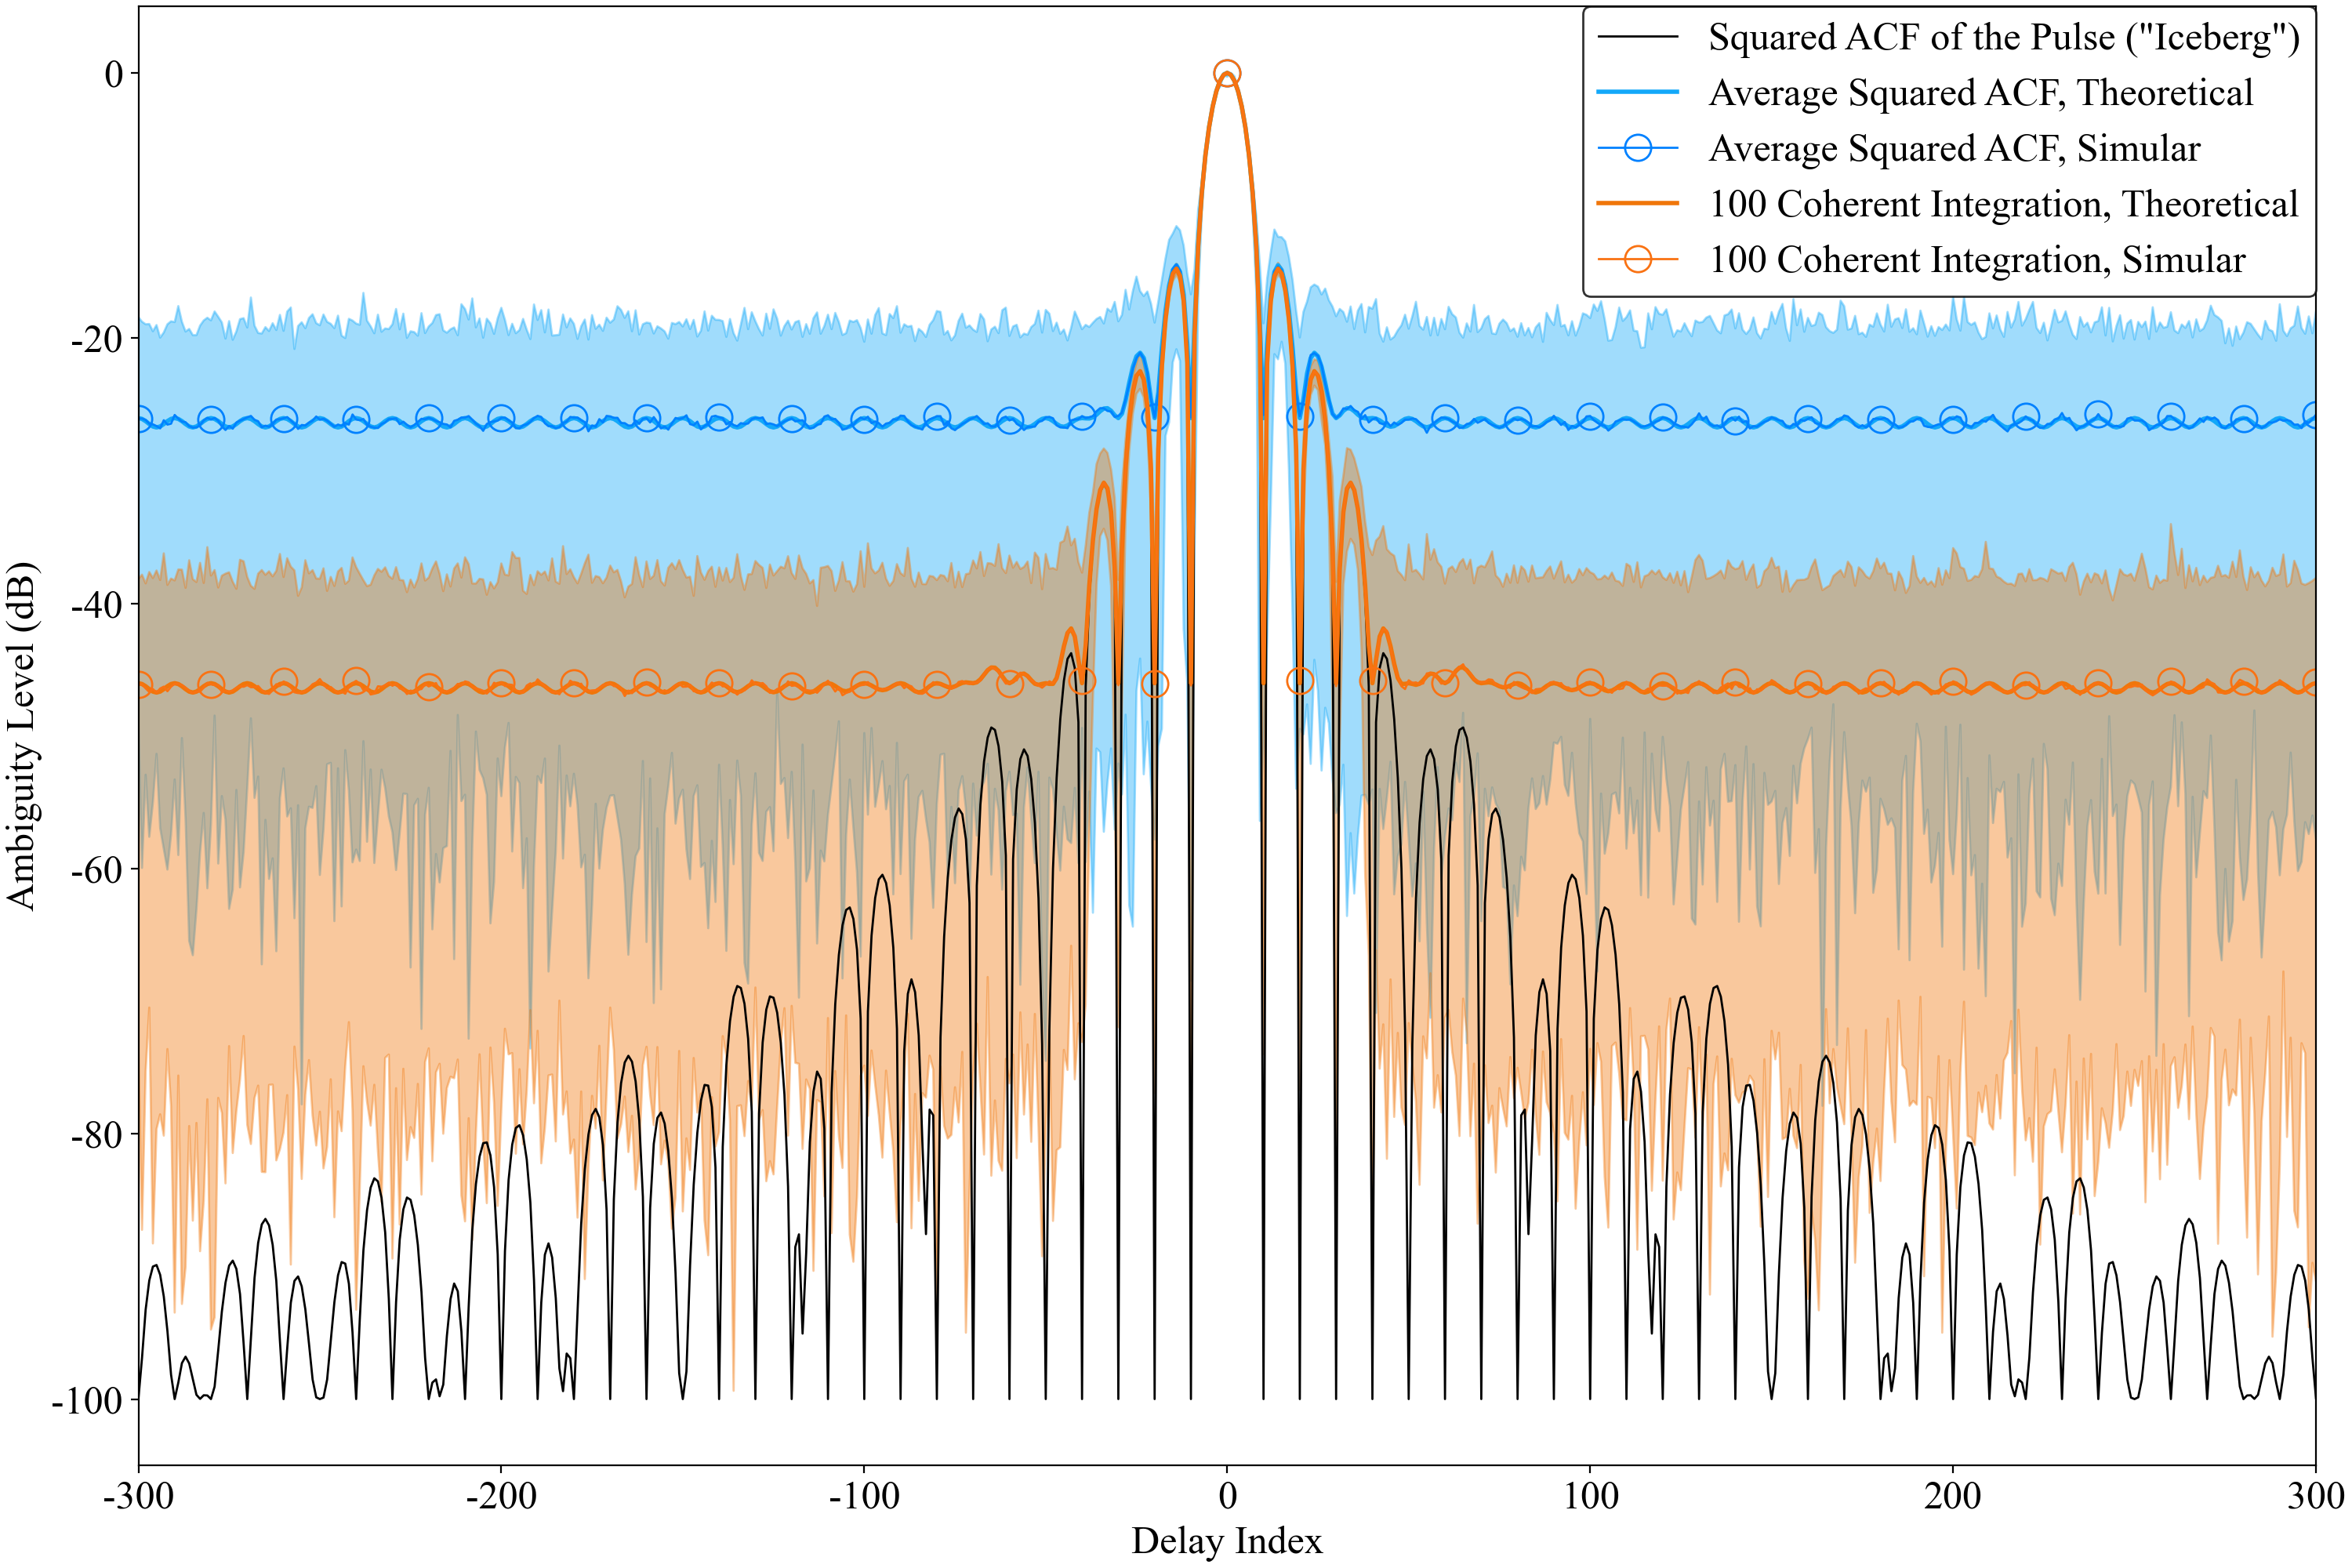 Squared ACF of the Pulse ("Iceberg")
Average Squared ACF, Theoretical
Average Squared ACF, Simular
100 Coherent Integration, Theoretical
100 Coherent Integration, Simular
Ambiguity Level (dB)
0
-20
-40
-60
-80
-100
-300
-200
-100
0
100
200
300
Delay Index